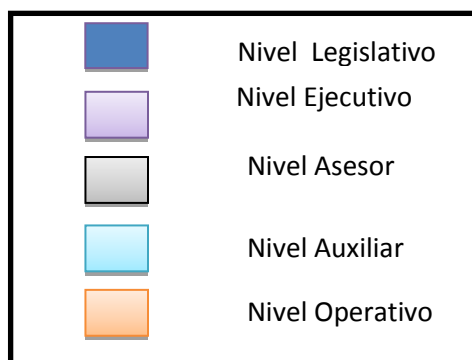 Nivel Legislativo
Nivel Ejecutivo
Nivel Asesor
Nivel Auxiliar
Nivel Operativo